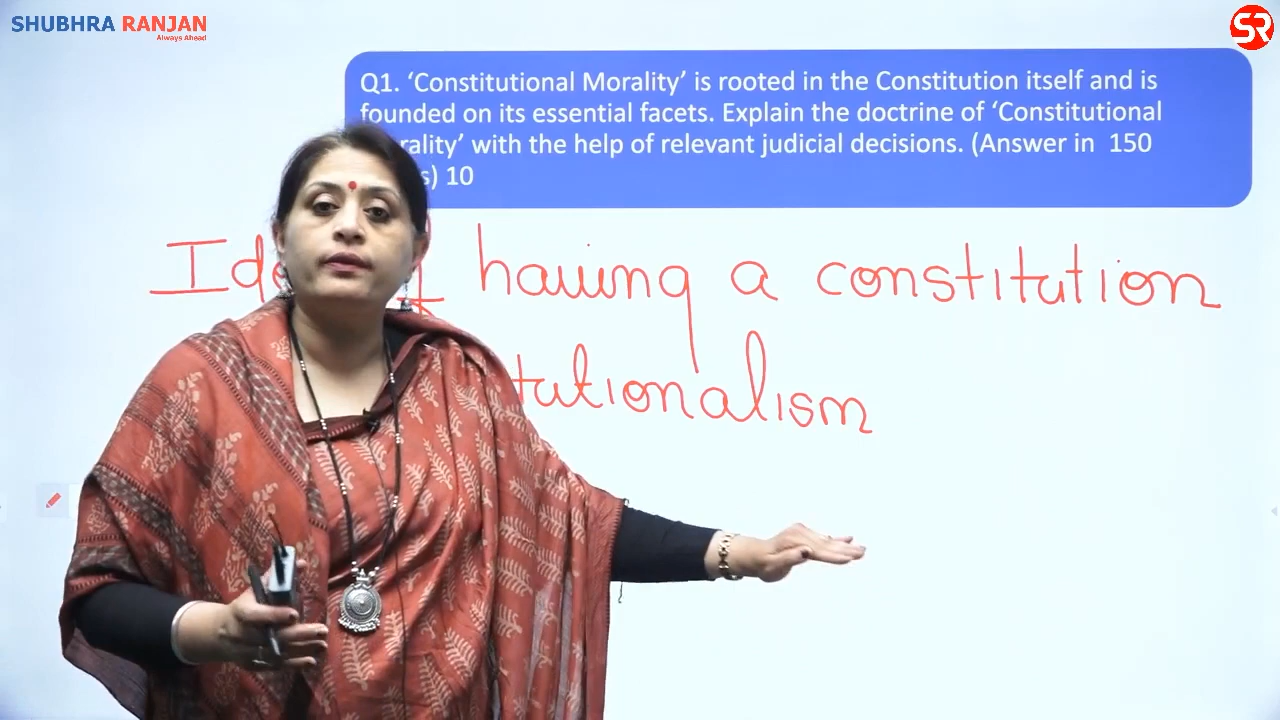 SHUBHRA RANJAN
Always Ahead
SR
Q1. ‘Constitutional Morality’ is rooted in the Constitution itself and is
founded on its essential facets. Explain the doctrine of ‘Constitutional
rality’ with the help of relevant judicial decisions. (Answer in 150
s) 10
having a constitution
tutionalism